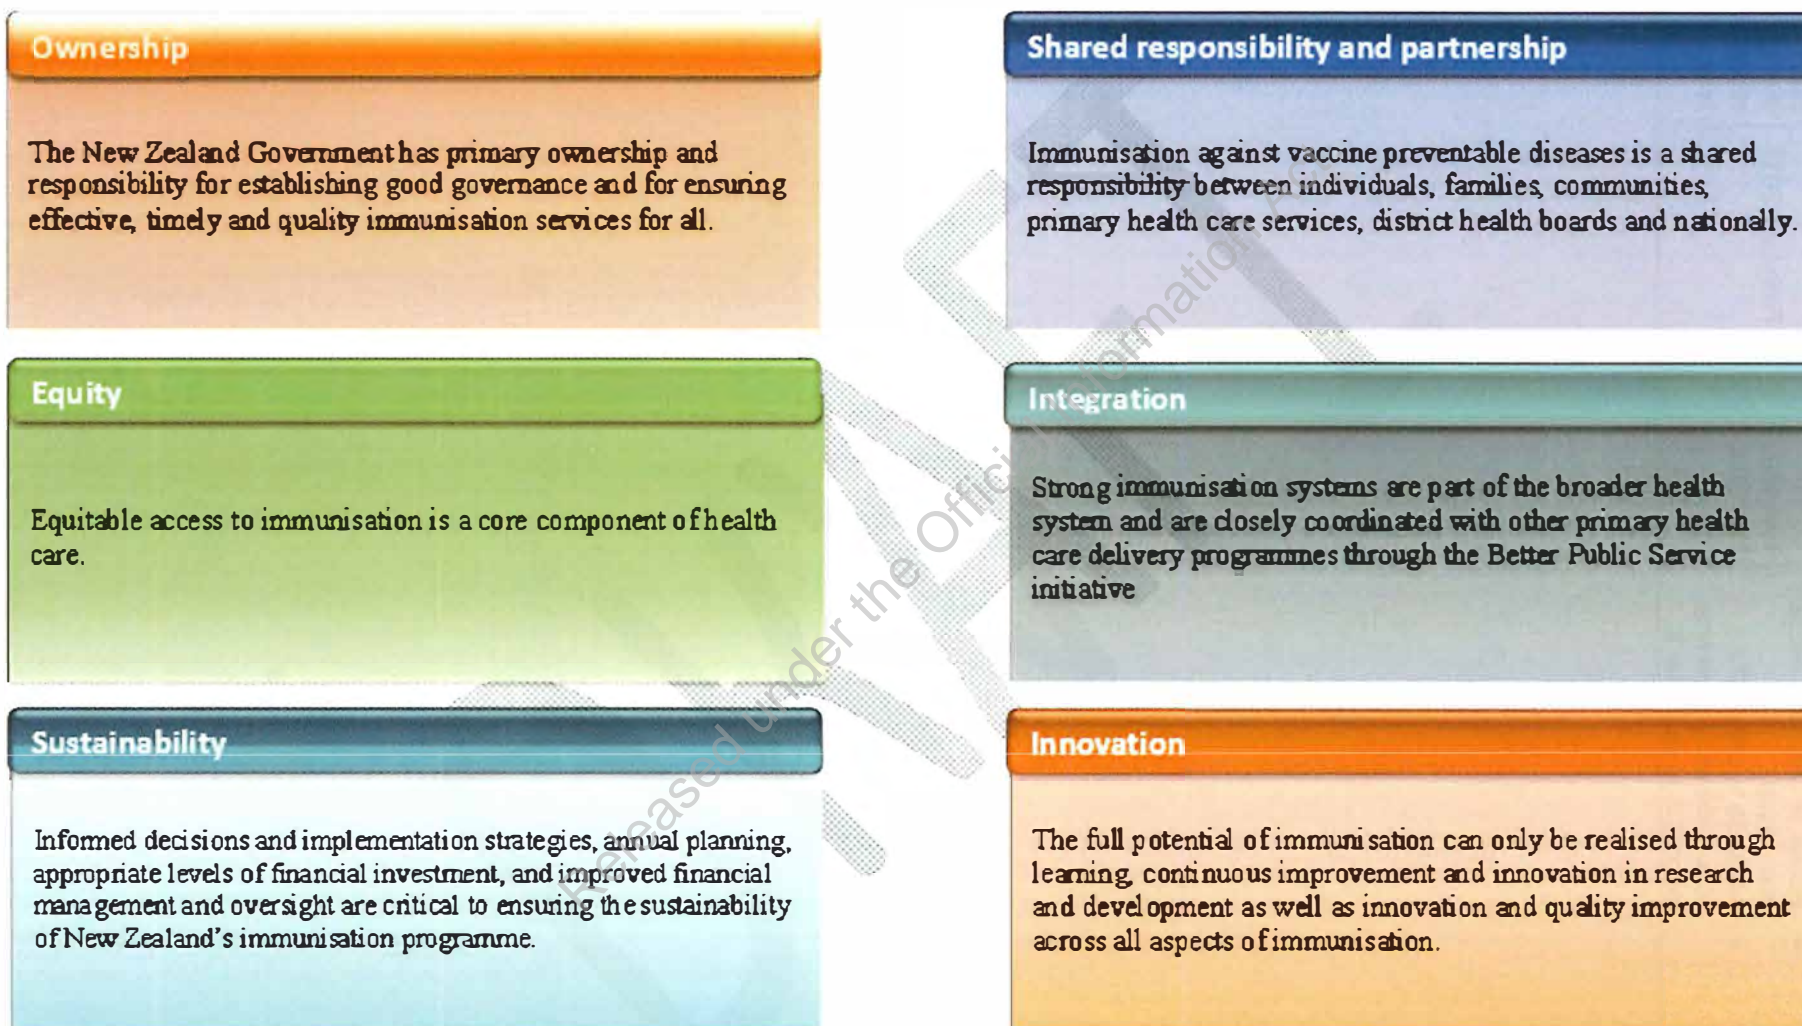 Ownership
The New Zealand Government has primary ownership and
responsibility for establishing good governance and for ensuring
effective, timely and quality immunisation services for all.
Shared responsibility and partnership
Immunisation against vaccine preventable diseases is a shared
responsibility between individuals, families, communities,
primary health care services, district health boards and nationally.
Equity
Equitable access to immunisation is a core component of health
care.
Integration
Strong immunisation systems are part of the broader health
system and are closely coordinated with other primary health
care delivery programmes through the Better Public Service
initiative
Sustainability
Informed decisions and implementation strategies, annual planning,
appropriate levels of financial investment, and improved financial
management and oversight are critical to ensuring the sustainability
of New Zealand's immunisation programme.
Innovation
The full potential of immunisation can only be realised through
learning, continuous improvement and innovation in research
and development as well as innovation and quality improvement
across all aspects of immunisation.
Released under the Official Information Act
DRAFT